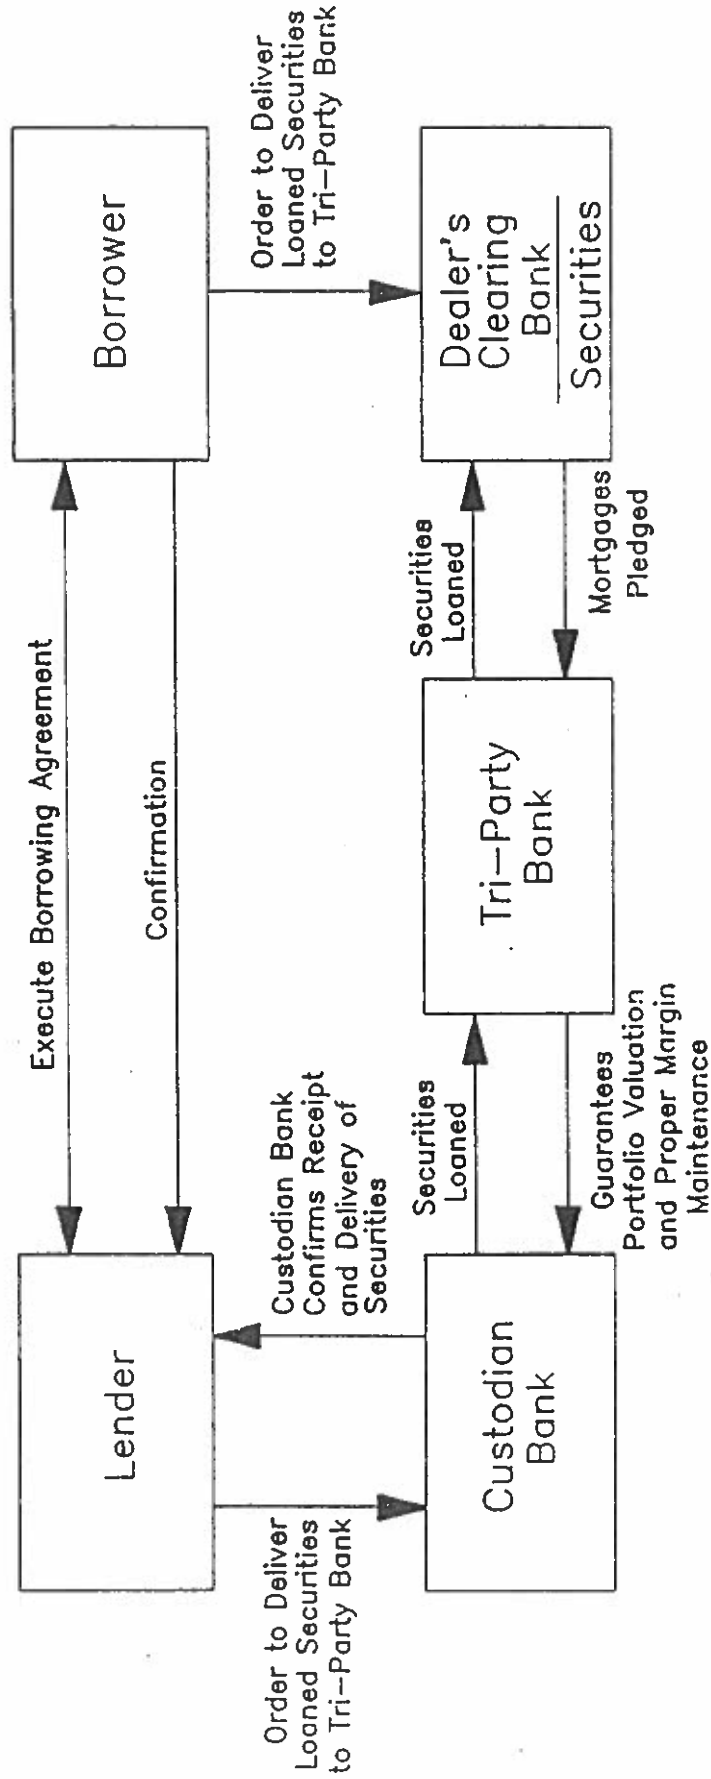 Execute Borrowing Agreement
Lender
Borrower
Confirmation
Order to Deliver
Loaned Securities
to Tri-Party Bank
Custodian Bank
Confirms Receipt
and Delivery of
Securities
Order to Deliver
Loaned Securities
to Tri-Party Bank
Custodian
Bank
Securities
Loaned
Guarantees
Portfolio Valuation
and Proper Margin
Maintenance
Tri-Party
Bank
Securities
Loaned
Mortgages
Pledged
Dealer's
Clearing
Bank
Securities